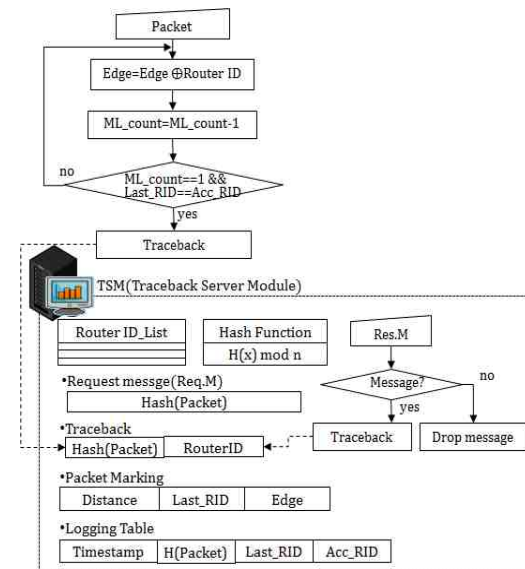 Packet
Edge=Edge ⊕Router ID
ML_count=ML_count-1
no
ML_count==1 &&
Last_RID==Acc_RID
yes
Traceback
TSM(Traceback Server Module)
Router ID_List
Hash Function
H(x) mod n
Res.M
•Request messge(Req.M)
Hash(Packet)
Message?
no
yes
Traceback
Drop message
•Traceback
Hash(Packet) RouterID
•Packet Marking
Distance Last_RID Edge
•Logging Table
Timestamp H(Packet) Last_RID Acc_RID